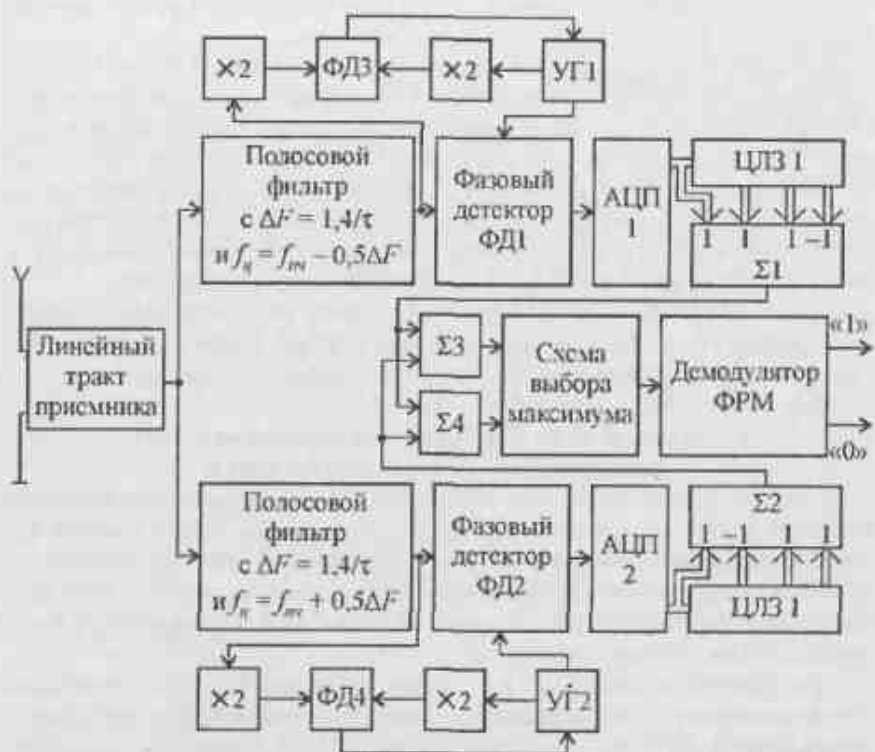 ×2
ФД3
×2
УГ1
Полосовой
фильтр
с ΔF = 1,4/τ
и fц = fпч − 0,5ΔF
Фазовый
детектор
ФД1
АЦП
1
ЦЛЗ 1
1 1 1 −1
Σ1
Линейный
тракт
приемника
Σ3
Σ4
Схема
выбора
максимума
Демодулятор
ФРМ
«1»
«0»
Полосовой
фильтр
с ΔF = 1,4/τ
и fц = fпч + 0,5ΔF
Фазовый
детектор
ФД2
АЦП
2
Σ2
1 −1 1 1
ЦЛЗ 1
×2
ФД4
×2
УГ2